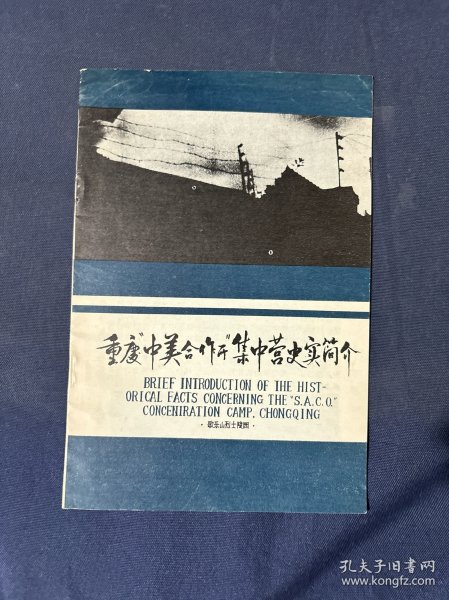 重庆"中美合作所"集中营史实简介
BRIEF INTRODUCTION OF THE HIST-
ORICAL FACTS CONCERNING THE "S.A.C.O."
CONCENIRATION CAMP, CHONGQING
·歌乐山烈士陵园·
孔夫子旧书网
www.kongfz.com